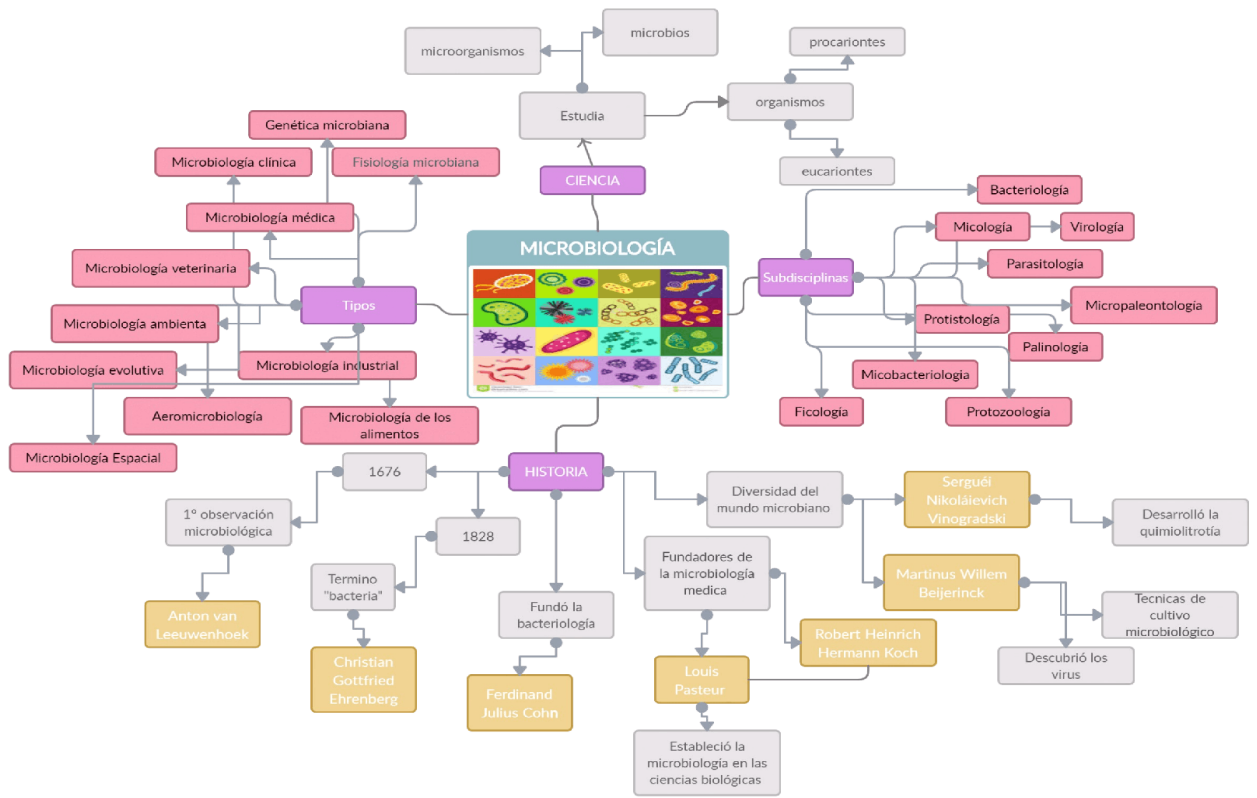 microorganismos
microbios
procariontes
Estudia
organismos
eucariontes
CIENCIA
MICROBIOLOGÍA
Genética microbiana
Microbiología clínica
Fisiología microbiana
Microbiología médica
Microbiología veterinaria
Tipos
Microbiología ambienta
Microbiología evolutiva
Microbiología industrial
Aeromicrobiología
Microbiología de los
alimentos
Microbiología Espacial
Subdisciplinas
Bacteriología
Micología
Virología
Parasitología
Micropaleontología
Protistología
Palinología
Micobacteriologia
Ficología
Protozoología
HISTORIA
1676
1º observación
microbiológica
Anton van
Leeuwenhoek
1828
Termino
"bacteria"
Christian
Gottfried
Ehrenberg
Fundó la
bacteriología
Ferdinand
Julius Cohn
Fundadores de
la microbiología
medica
Louis
Pasteur
Robert Heinrich
Hermann Koch
Estableció la
microbiología en las
ciencias biológicas
Diversidad del
mundo microbiano
Serguéi
Nikoláievich
Vinogradski
Desarrolló la
quimiolitrotía
Martinus Willem
Beijerinck
Tecnicas de
cultivo
microbiológico
Descubrió los
virus